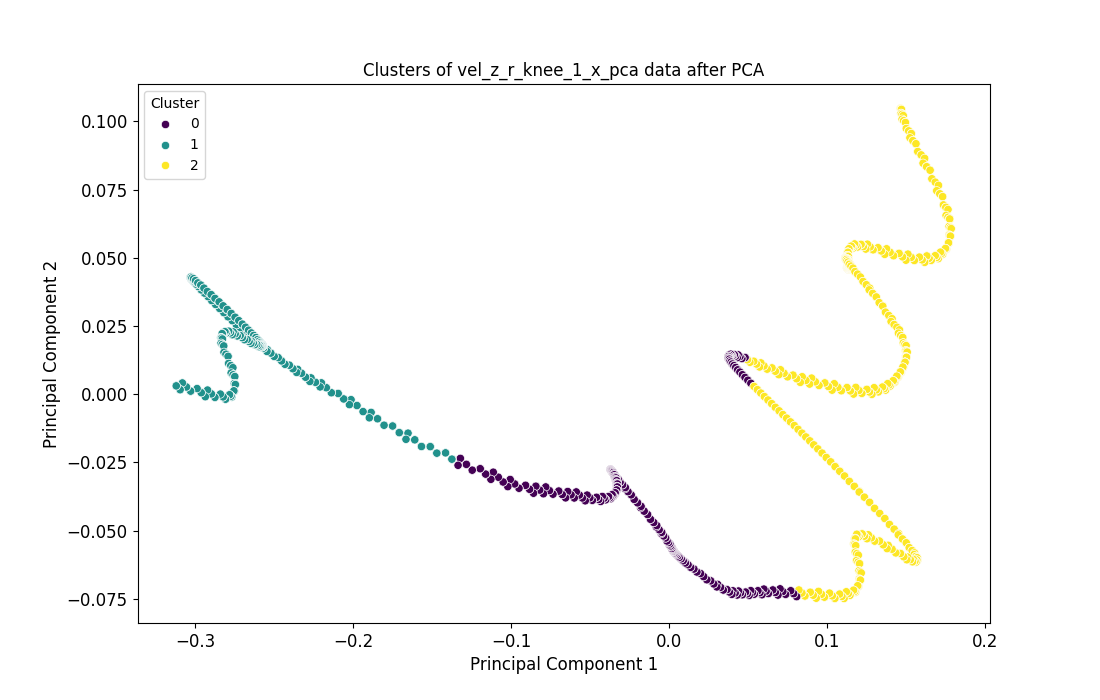 Clusters of vel_z_r_knee_1_x_pca data after PCA
Cluster
0
1
2
0.100
0.075
0.050
0.025
0.000
−0.025
−0.050
−0.075
Principal Component 2
−0.3 −0.2 −0.1 0.0 0.1 0.2
Principal Component 1